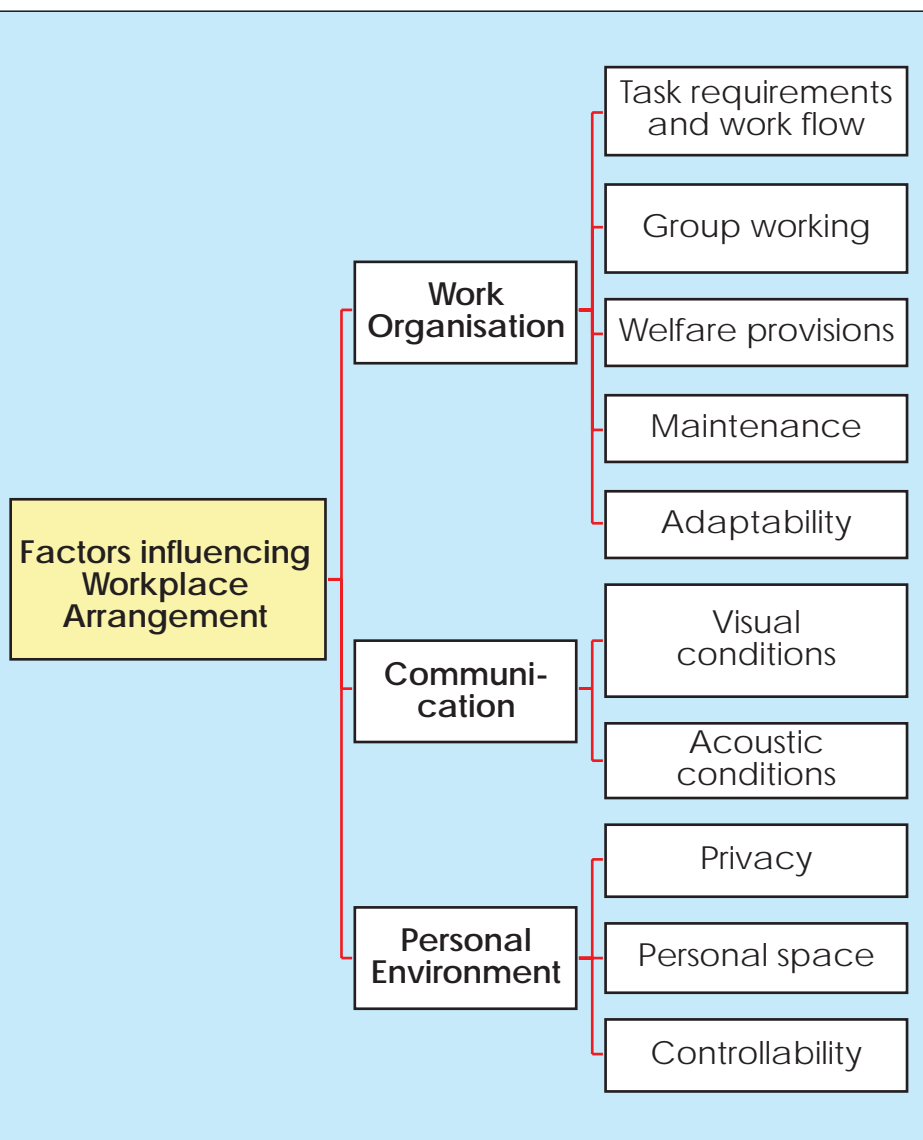 Factors influencing
Workplace
Arrangement
Work
Organisation
Task requirements
and work flow
Group working
Welfare provisions
Maintenance
Adaptability
Communi-
cation
Visual
conditions
Acoustic
conditions
Personal
Environment
Privacy
Personal space
Controllability